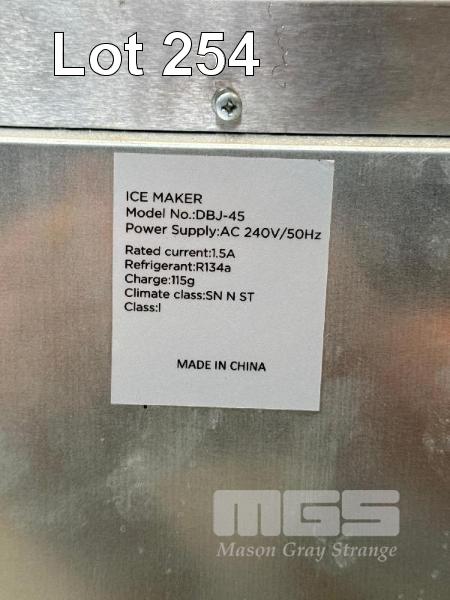 Lot 254
ICE MAKER
Model No.:DBJ-45
Power Supply:AC 240V/50Hz
Rated current:1.5A
Refrigerant:R134a
Charge:115g
Climate class:SN N ST
Class:I
MADE IN CHINA
MGS
Mason Gray Strange